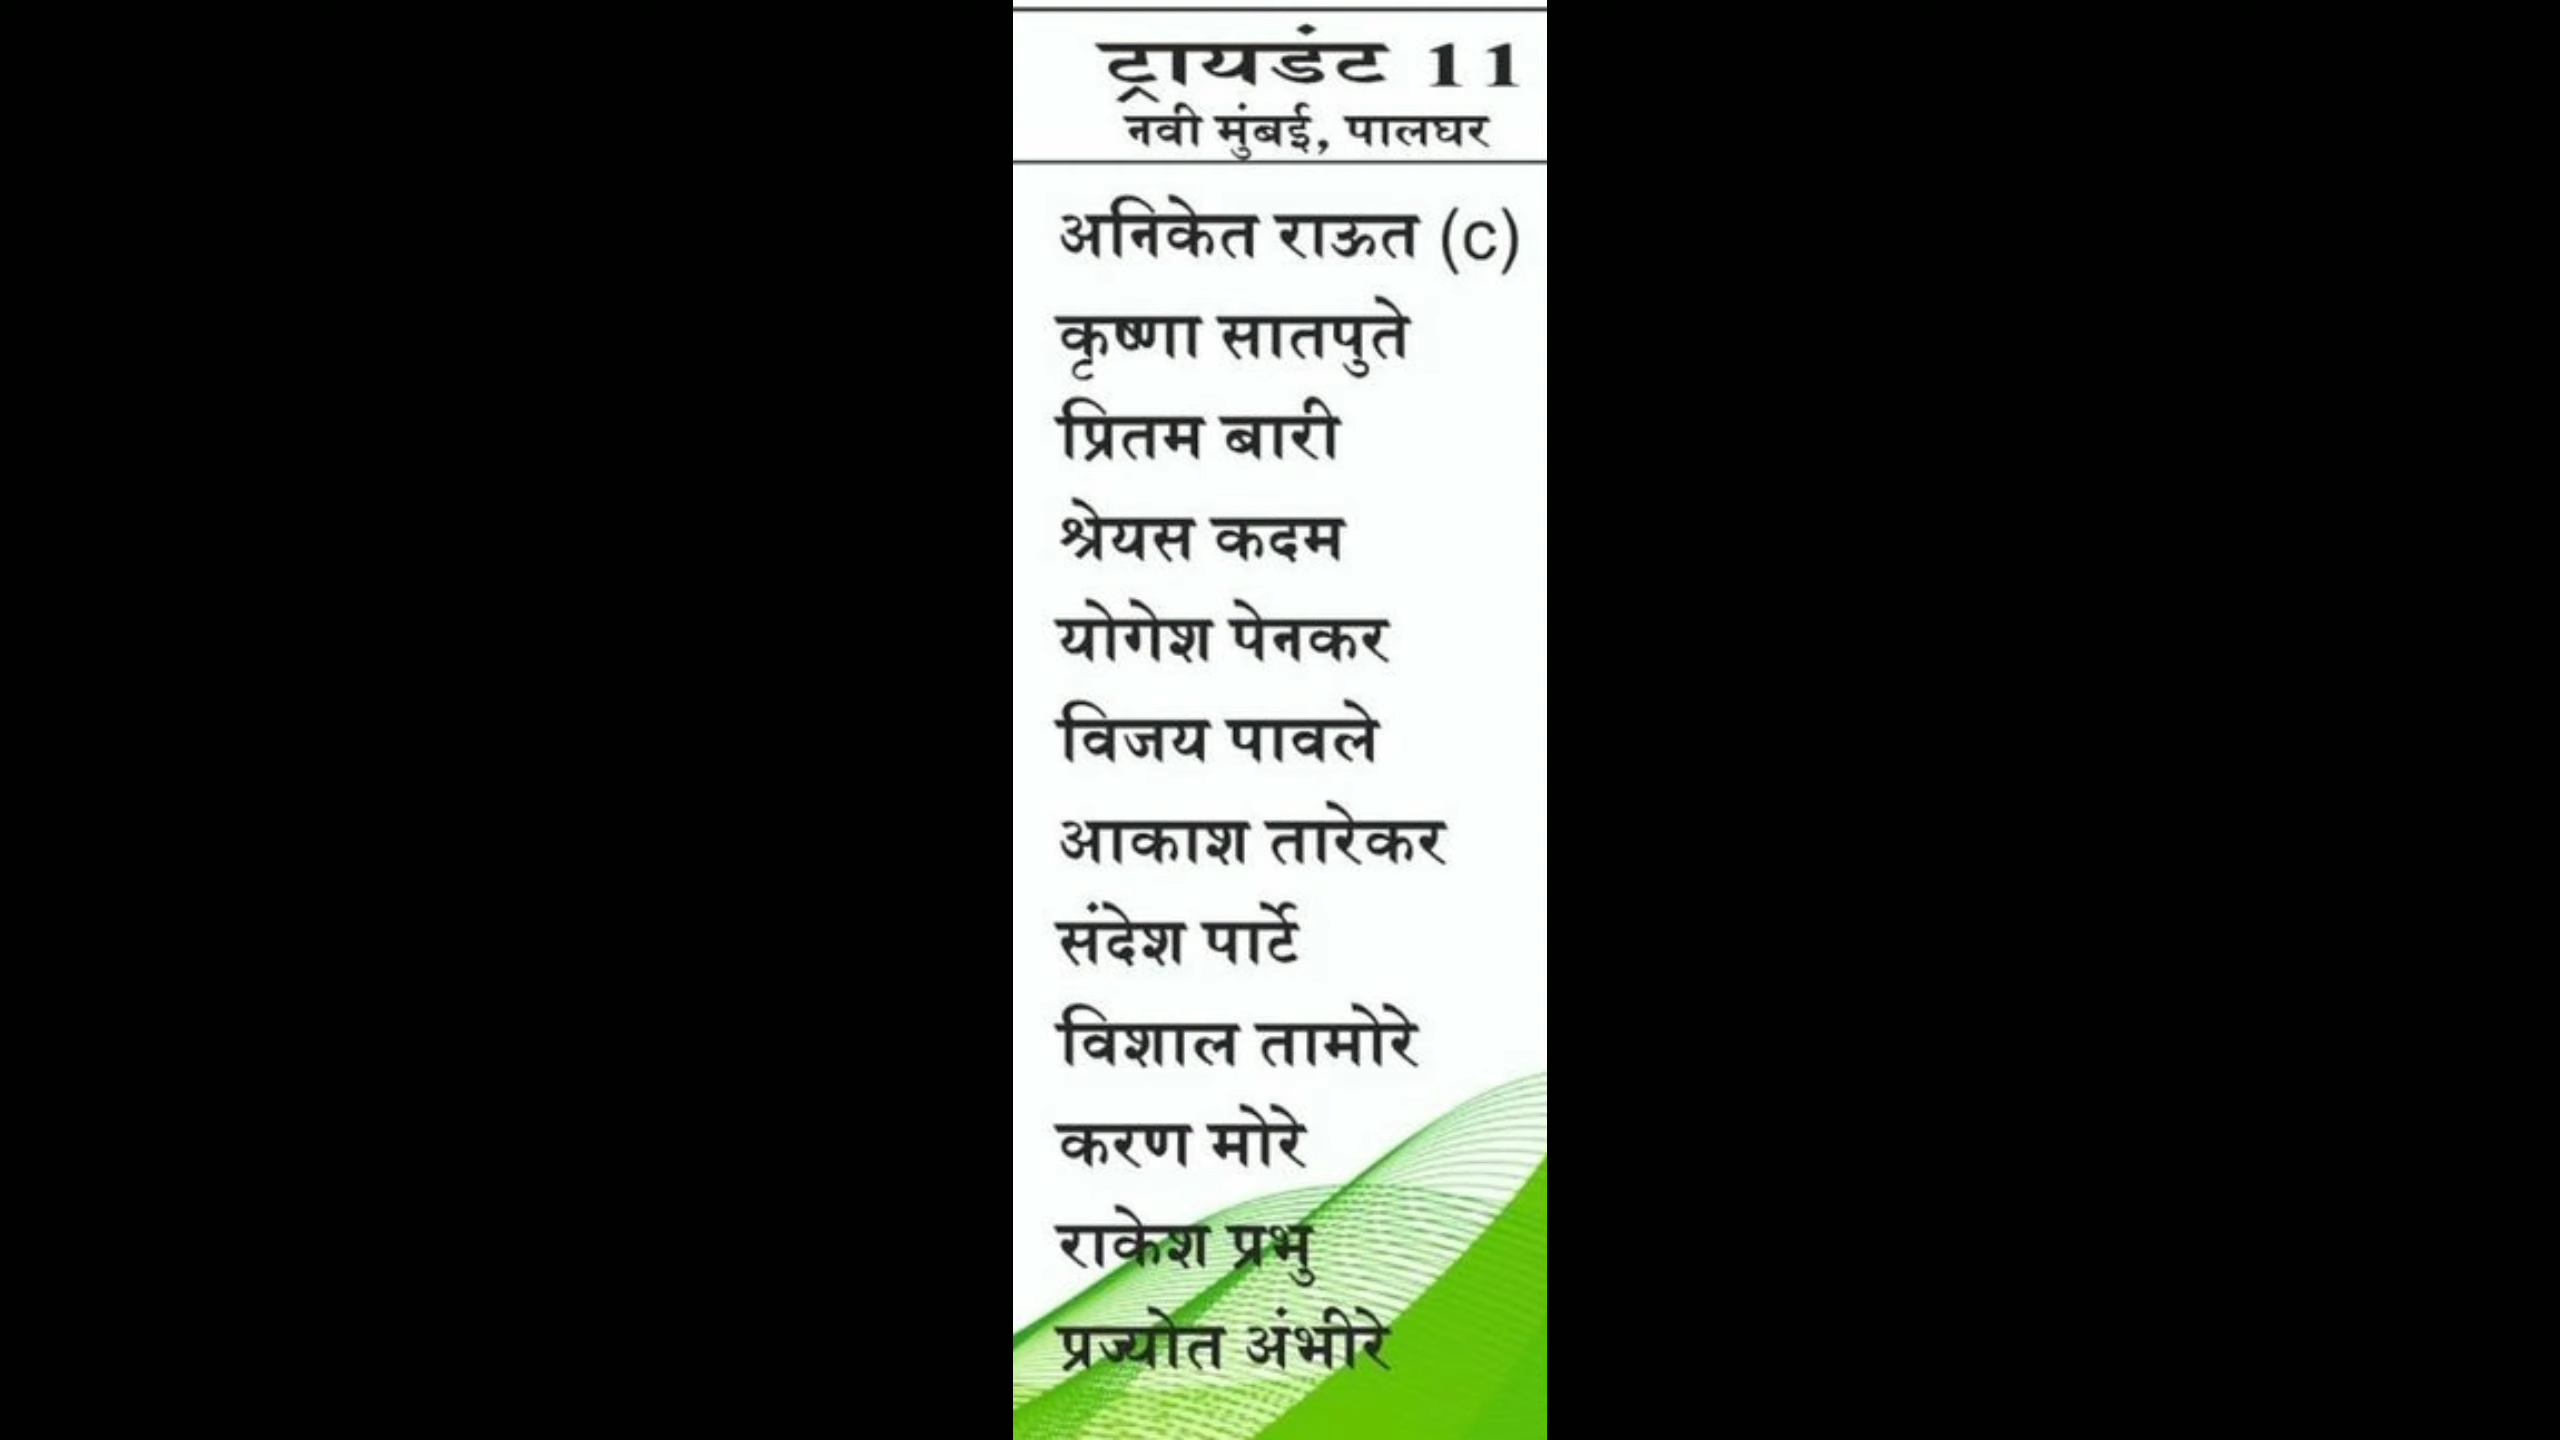 ट्रायडंट 11
नवी मुंबई, पालघर
अनिकेत राऊत (c)
कृष्णा सातपुते
प्रितम बारी
श्रेयस कदम
योगेश पेनकर
विजय पावले
आकाश तारेकर
संदेश पार्टे
विशाल तामोरे
करण मोरे
राकेश प्रभु
प्रज्योत अंभीरे